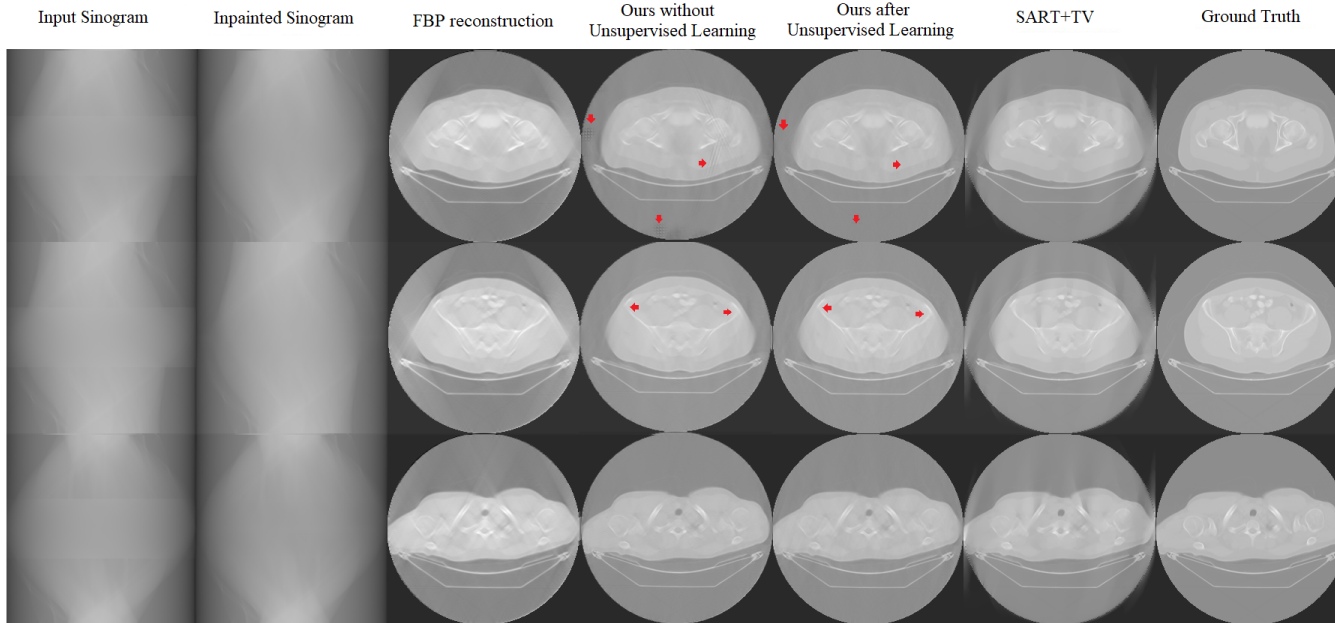 Input Sinogram
Inpainted Sinogram
FBP reconstruction
Ours without
Unsupervised Learning
Ours after
Unsupervised Learning
SART+TV
Ground Truth